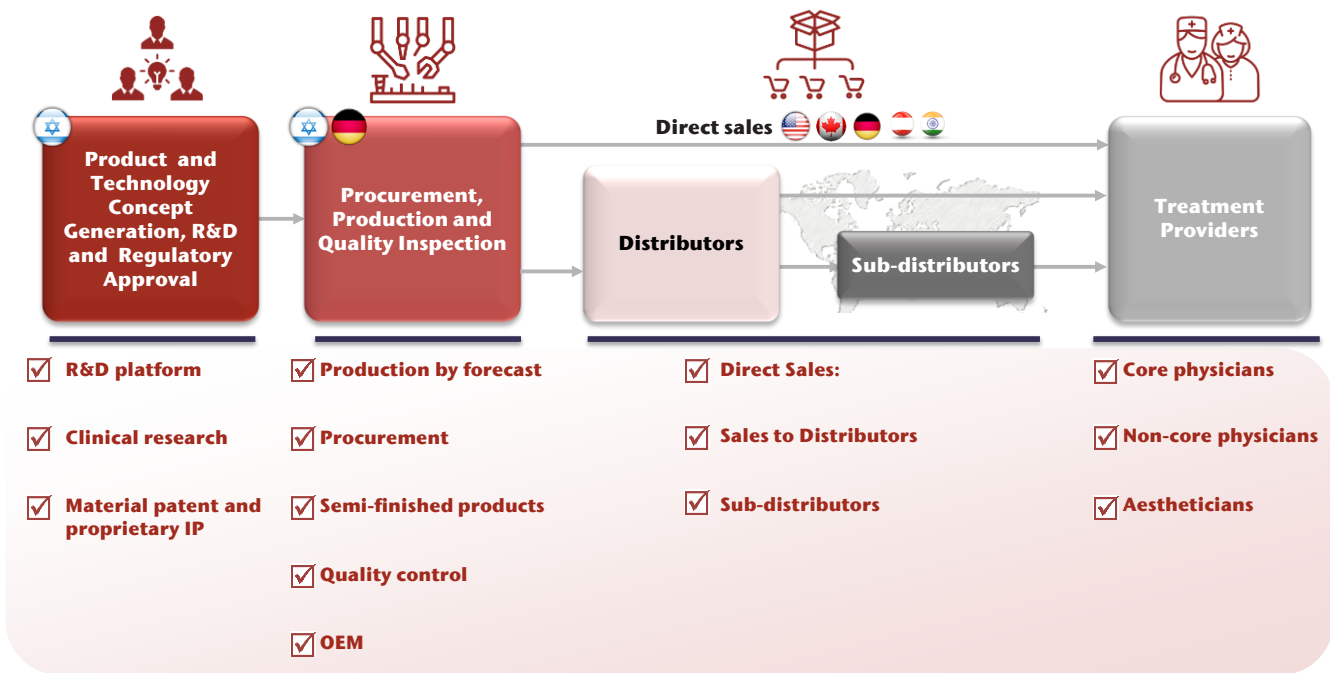 Direct sales
Product and
Technology
Concept
Generation, R&D
and Regulatory
Approval
Procurement,
Production and
Quality Inspection
Distributors
Sub-distributors
Treatment
Providers
R&D platform
Clinical research
Material patent and
proprietary IP
Production by forecast
Procurement
Semi-finished products
Quality control
OEM
Direct Sales:
Sales to Distributors
Sub-distributors
Core physicians
Non-core physicians
Aestheticians